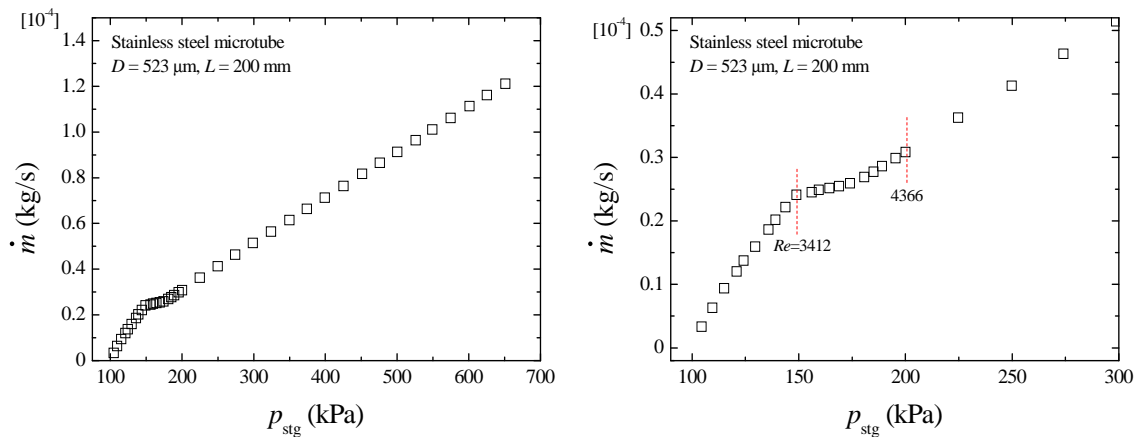 [10⁻⁴]
1.4
1.2
1.0
0.8
0.6
0.4
0.2
0
ṁ (kg/s)
Stainless steel microtube
D = 523 μm, L = 200 mm
100 200 300 400 500 600 700
p_stg (kPa)
[10⁻⁴]
0.5
0.4
0.3
0.2
0.1
0
ṁ (kg/s)
Stainless steel microtube
D = 523 μm, L = 200 mm
4366
Re=3412
100 150 200 250 300
p_stg (kPa)